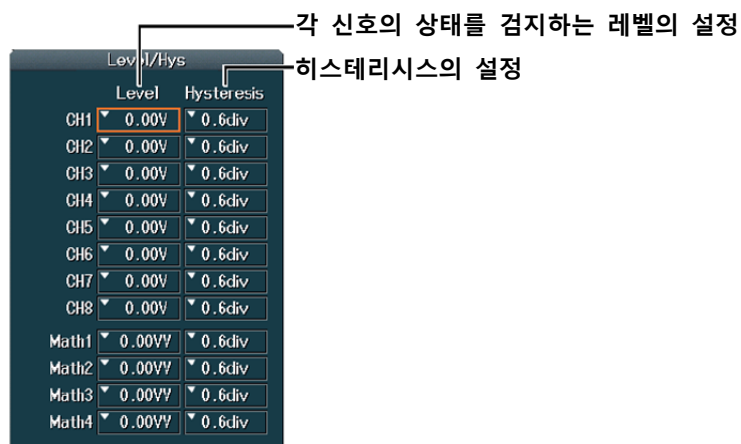 각 신호의 상태를 검지하는 레벨의 설정
Level/Hys
히스테리시스의 설정
Level Hysteresis
CH1 0.00V 0.6div
CH2 0.00V 0.6div
CH3 0.00V 0.6div
CH4 0.00V 0.6div
CH5 0.00V 0.6div
CH6 0.00V 0.6div
CH7 0.00V 0.6div
CH8 0.00V 0.6div
Math1 0.00VV 0.6div
Math2 0.00VV 0.6div
Math3 0.00VV 0.6div
Math4 0.00VV 0.6div